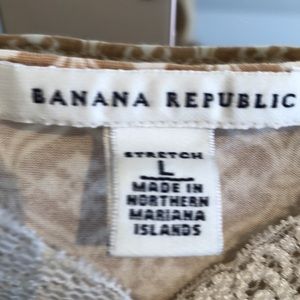 BANANA REPUBLIC
STRETCH
L
MADE IN
NORTHERN
MARIANA
ISLANDS